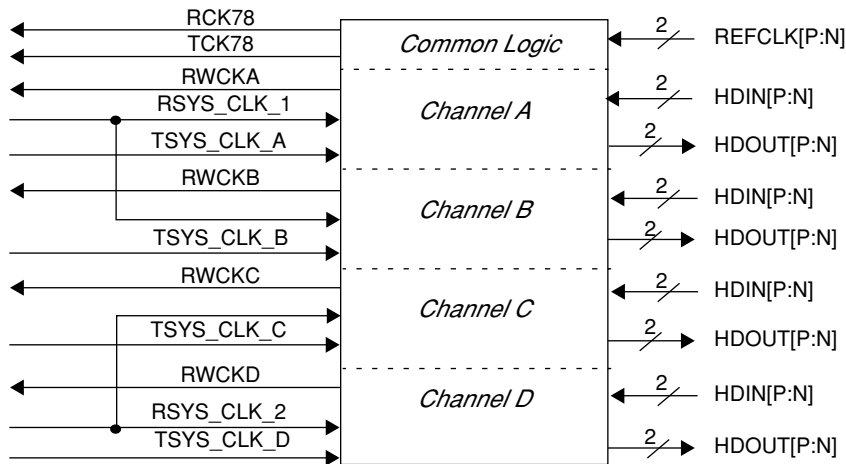 RCK78
TCK78
Common Logic
2
REFCLK[P:N]
RWCKA
RSYS_CLK_1
TSYS_CLK_A
Channel A
2
HDIN[P:N]
2
HDOUT[P:N]
RWCKB
TSYS_CLK_B
Channel B
2
HDIN[P:N]
2
HDOUT[P:N]
RWCKC
TSYS_CLK_C
Channel C
2
HDIN[P:N]
2
HDOUT[P:N]
RWCKD
RSYS_CLK_2
TSYS_CLK_D
Channel D
2
HDIN[P:N]
2
HDOUT[P:N]